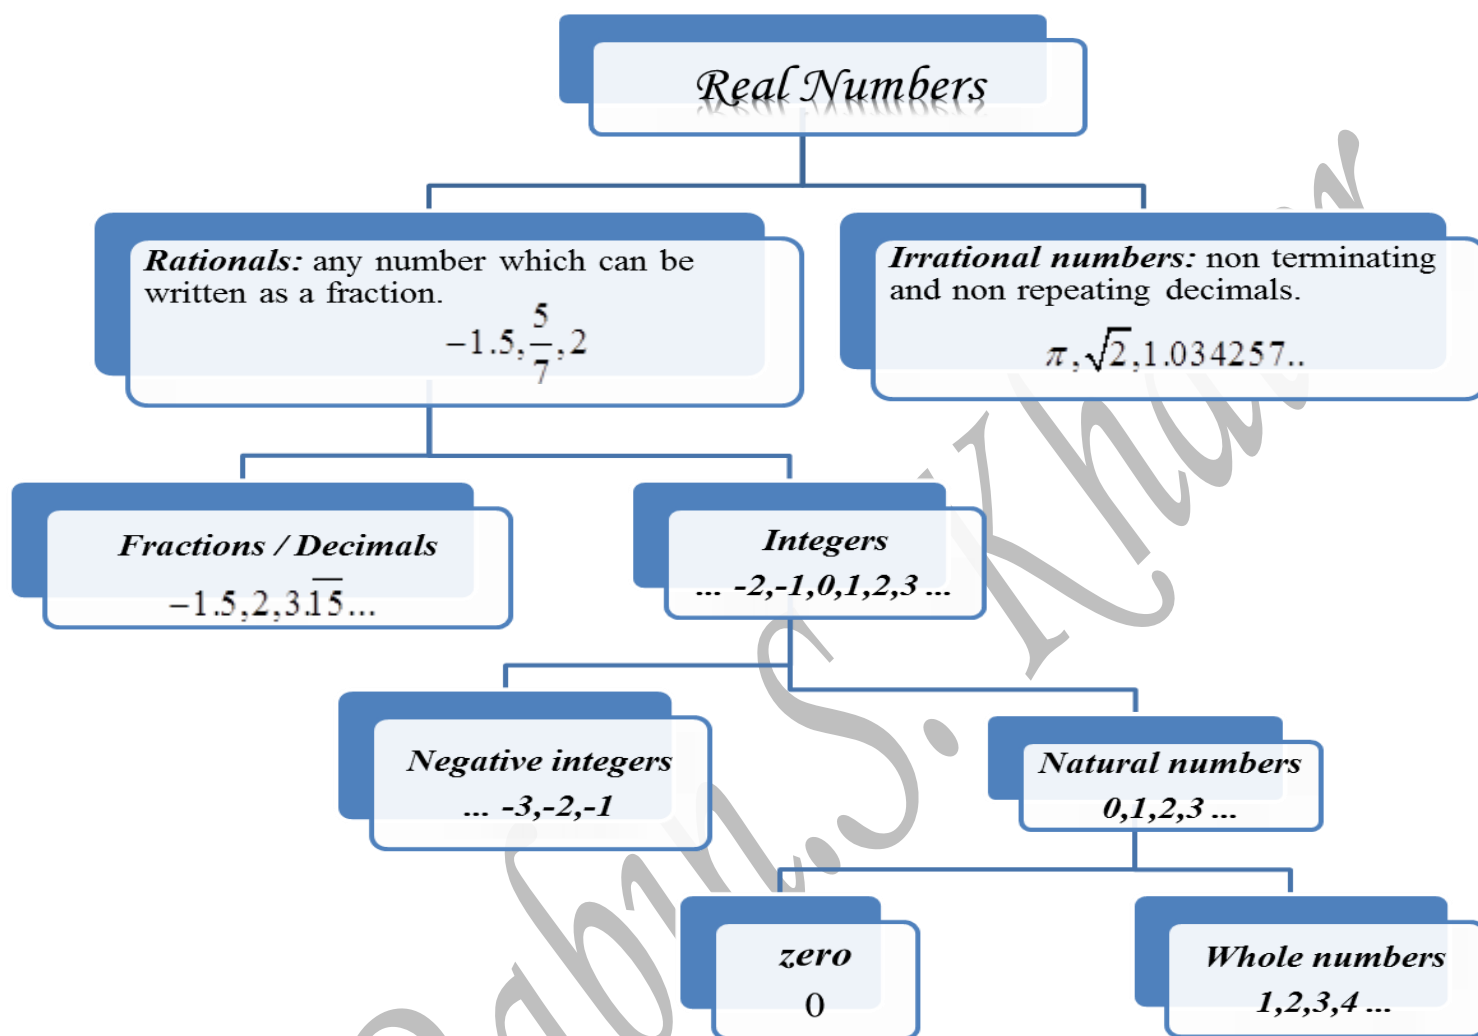 Real Numbers
Rationals: any number which can be
written as a fraction.
−1.5, 5/7, 2
Irrational numbers: non terminating
and non repeating decimals.
π, √2, 1.034257..
Fractions / Decimals
−1.5, 2, 3.1̅5̅...
Integers
... -2,-1,0,1,2,3 ...
Negative integers
... -3,-2,-1
Natural numbers
0,1,2,3 ...
zero
0
Whole numbers
1,2,3,4 ...